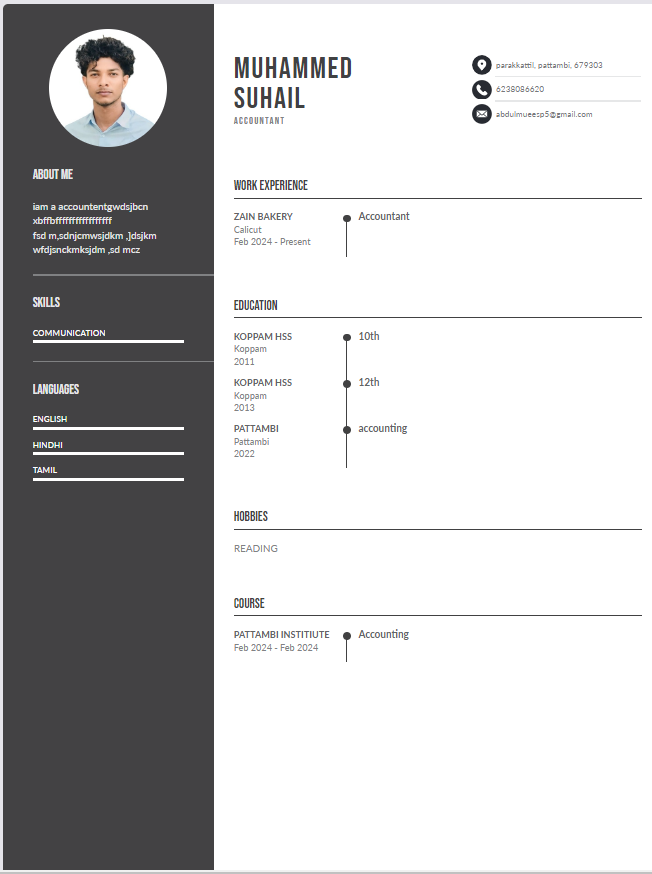 ABOUT ME
iam a accountentgwdsjbcn
xbffbffffffffffffffffff
fsd m,sdnjcmwsjdkm ,]dsjkm
wfdjsnckmksjdm ,sd mcz
SKILLS
COMMUNICATION
LANGUAGES
ENGLISH
HINDHI
TAMIL
MUHAMMED
SUHAIL
ACCOUNTANT
parakkattil, pattambi, 679303
6238086620
abdulmueesp5@gmail.com
WORK EXPERIENCE
ZAIN BAKERY
Calicut
Feb 2024 - Present
Accountant
EDUCATION
KOPPAM HSS
Koppam
2011
10th
KOPPAM HSS
Koppam
2013
12th
PATTAMBI
Pattambi
2022
accounting
HOBBIES
READING
COURSE
PATTAMBI INSTITIUTE
Feb 2024 - Feb 2024
Accounting